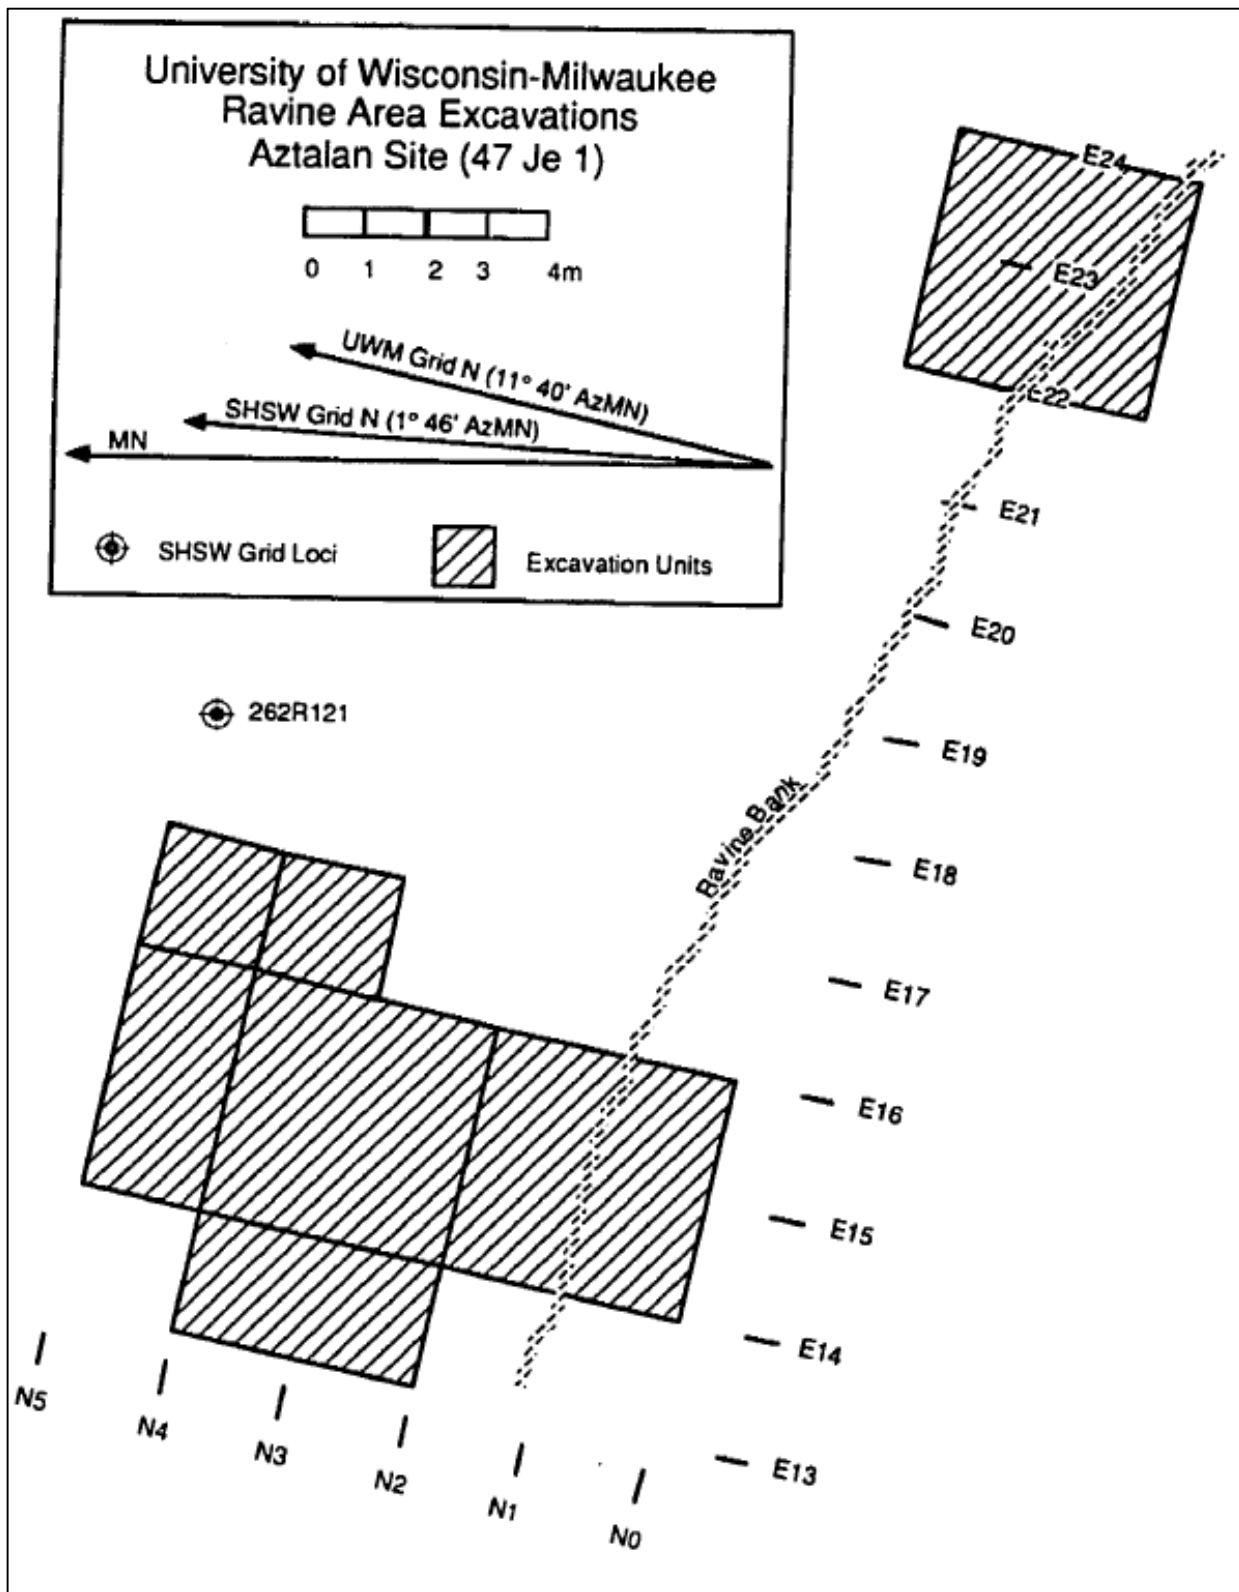 University of Wisconsin-Milwaukee
Ravine Area Excavations
Aztalan Site (47 Je 1)
0 1 2 3 4m
UWM Grid N (11° 40' AzMN)
SHSW Grid N (1° 46' AzMN)
MN
SHSW Grid Loci
Excavation Units
E24
E23
E22
E21
E20
262R121
E19
Ravine Bank
E18
E17
E16
E15
E14
E13
N5
N4
N3
N2
N1
N0